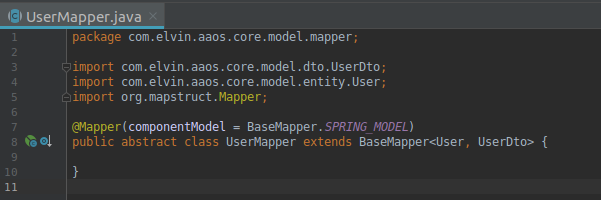 UserMapper.java
1 package com.elvin.aaos.core.model.mapper;
2
3 import com.elvin.aaos.core.model.dto.UserDto;
4 import com.elvin.aaos.core.model.entity.User;
5 import org.mapstruct.Mapper;
6
7 @Mapper(componentModel = BaseMapper.SPRING_MODEL)
8 public abstract class UserMapper extends BaseMapper<User, UserDto> {
9
10 }
11